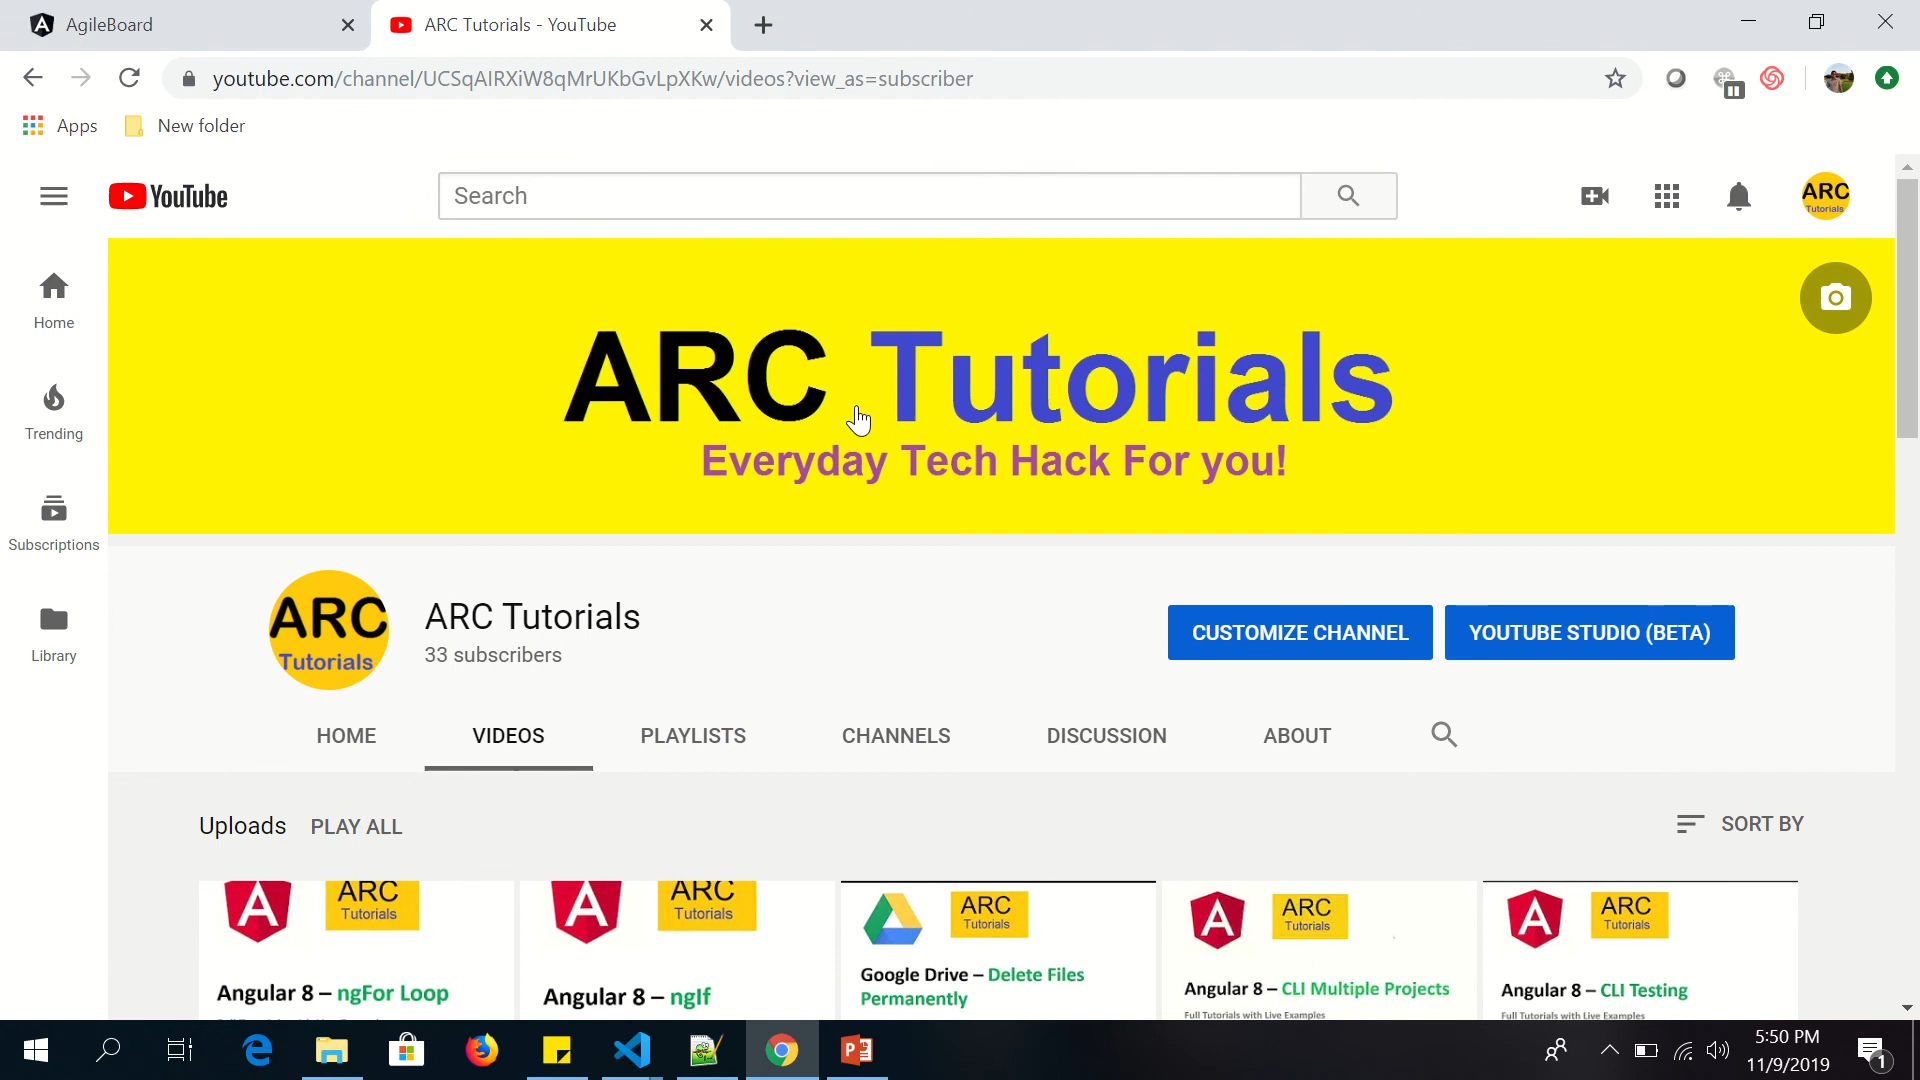 AgileBoard
ARC Tutorials - YouTube
youtube.com/channel/UCSqAIRXiW8qMrUKbGvLpXKw/videos?view_as=subscriber
Apps
New folder
YouTube
Search
ARC
Tutorials
ARC Tutorials
Everyday Tech Hack For you!
Home
Trending
Subscriptions
Library
ARC
Tutorials
ARC Tutorials
33 subscribers
CUSTOMIZE CHANNEL
YOUTUBE STUDIO (BETA)
HOME
VIDEOS
PLAYLISTS
CHANNELS
DISCUSSION
ABOUT
Uploads
PLAY ALL
SORT BY
ARC
Tutorials
Angular 8 – ngFor Loop
ARC
Tutorials
Angular 8 – ngIf
ARC
Tutorials
Google Drive – Delete Files
Permanently
ARC
Tutorials
Angular 8 – CLI Multiple Projects
Full Tutorials with Live Examples
ARC
Tutorials
Angular 8 – CLI Testing
Full Tutorials with Live Examples
5:50 PM
11/9/2019
1